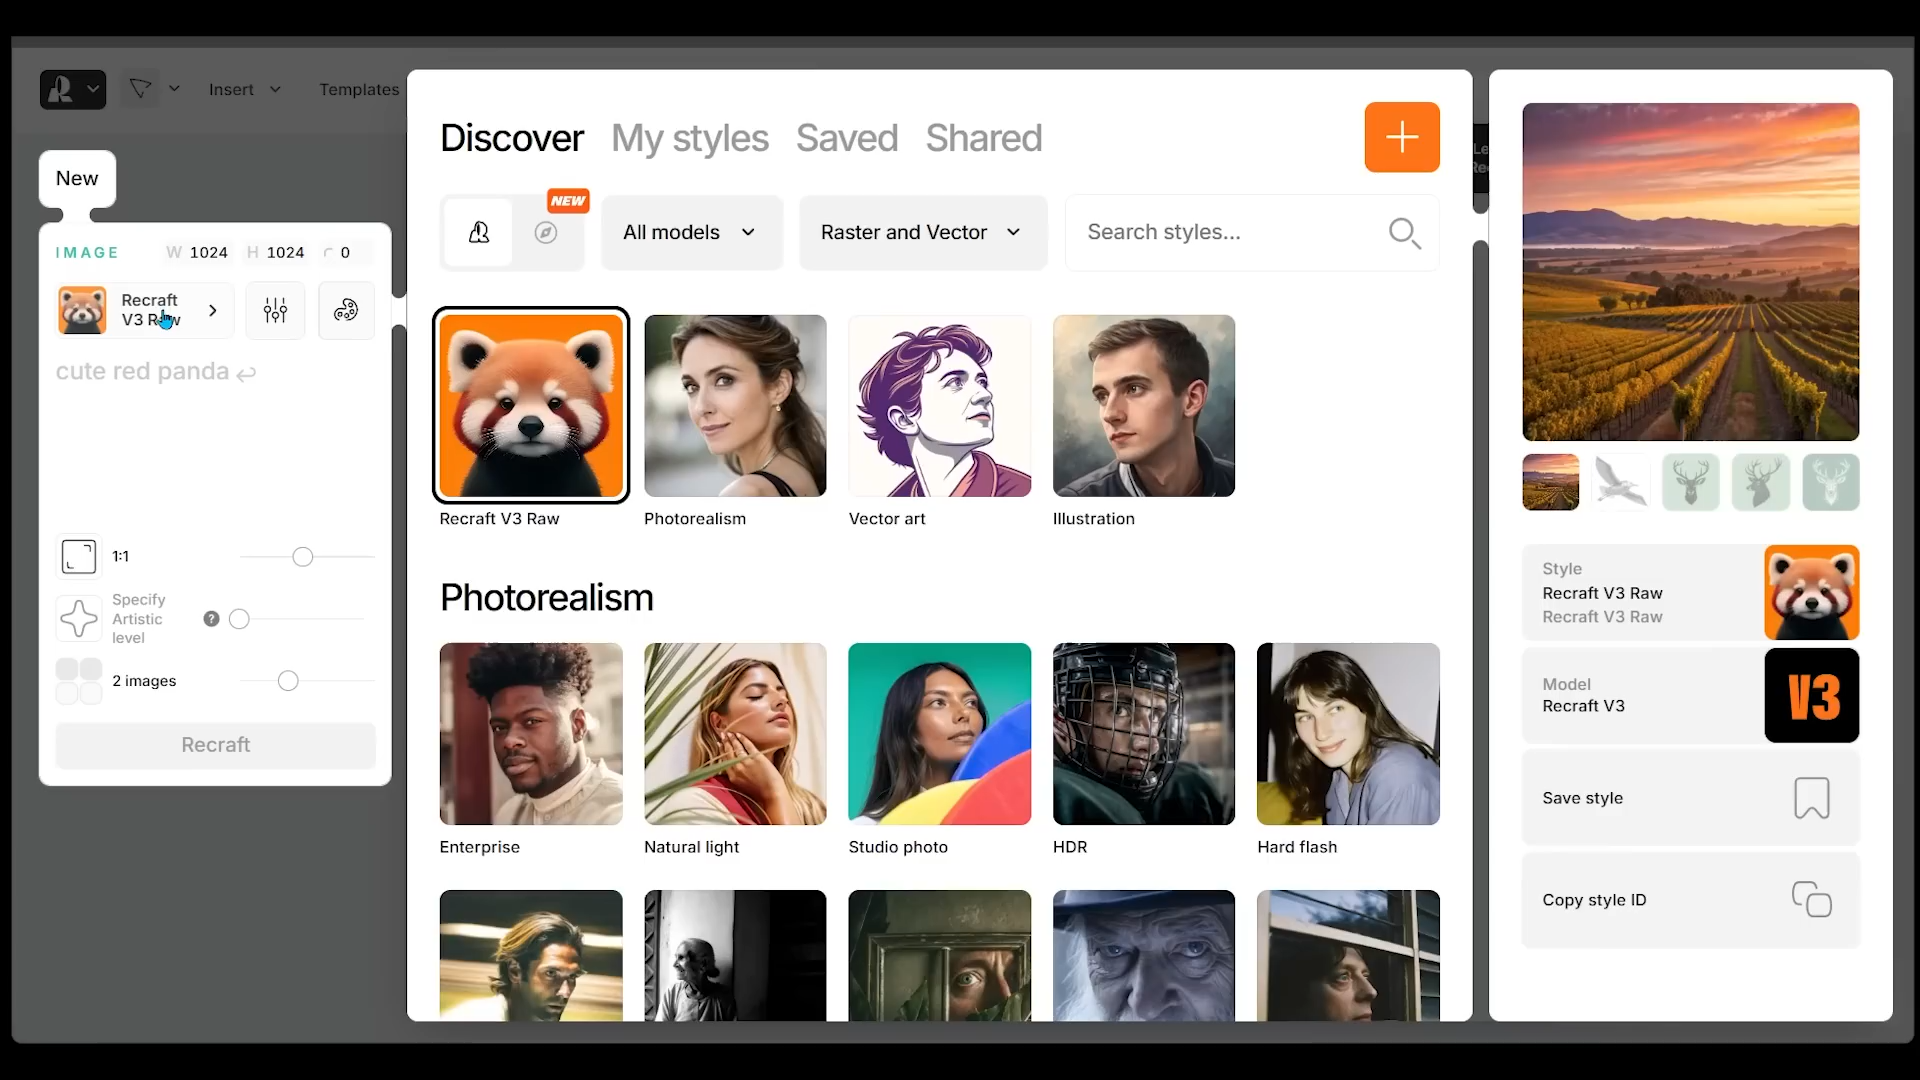 Insert
Templates
New
IMAGE
W 1024
H 1024
0
Recraft
V3 Raw
cute red panda
1:1
Specify
Artistic
level
?
2 images
Recraft
Discover
My styles
Saved
Shared
NEW
All models
Raster and Vector
Search styles...
Recraft V3 Raw
Photorealism
Vector art
Illustration
Photorealism
Enterprise
Natural light
Studio photo
HDR
Hard flash
Style
Recraft V3 Raw
Recraft V3 Raw
Model
Recraft V3
V3
Save style
Copy style ID